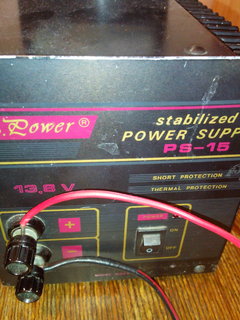 .Power®
stabilized
POWER SUPP
PS-15
SHORT PROTECTION
THERMAL PROTECTION
13,8 V
+
−
POWER
ON
OFF